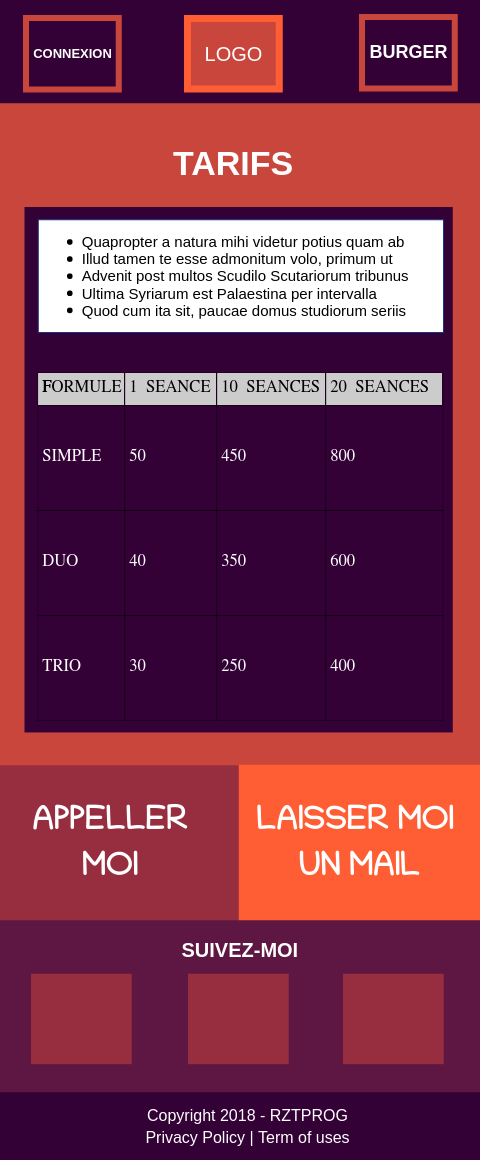 CONNEXION LOGO BURGER
TARIFS
Quapropter a natura mihi videtur potius quam ab
Illud tamen te esse admonitum volo, primum ut
Advenit post multos Scudilo Scutariorum tribunus
Ultima Syriarum est Palaestina per intervalla
Quod cum ita sit, paucae domus studiorum seriis
FORMULE 1 SEANCE 10 SEANCES 20 SEANCES
SIMPLE 50 450 800
DUO 40 350 600
TRIO 30 250 400
APPELLER
MOI
LAISSER MOI
UN MAIL
SUIVEZ-MOI
Copyright 2018 - RZTPROG
Privacy Policy | Term of uses